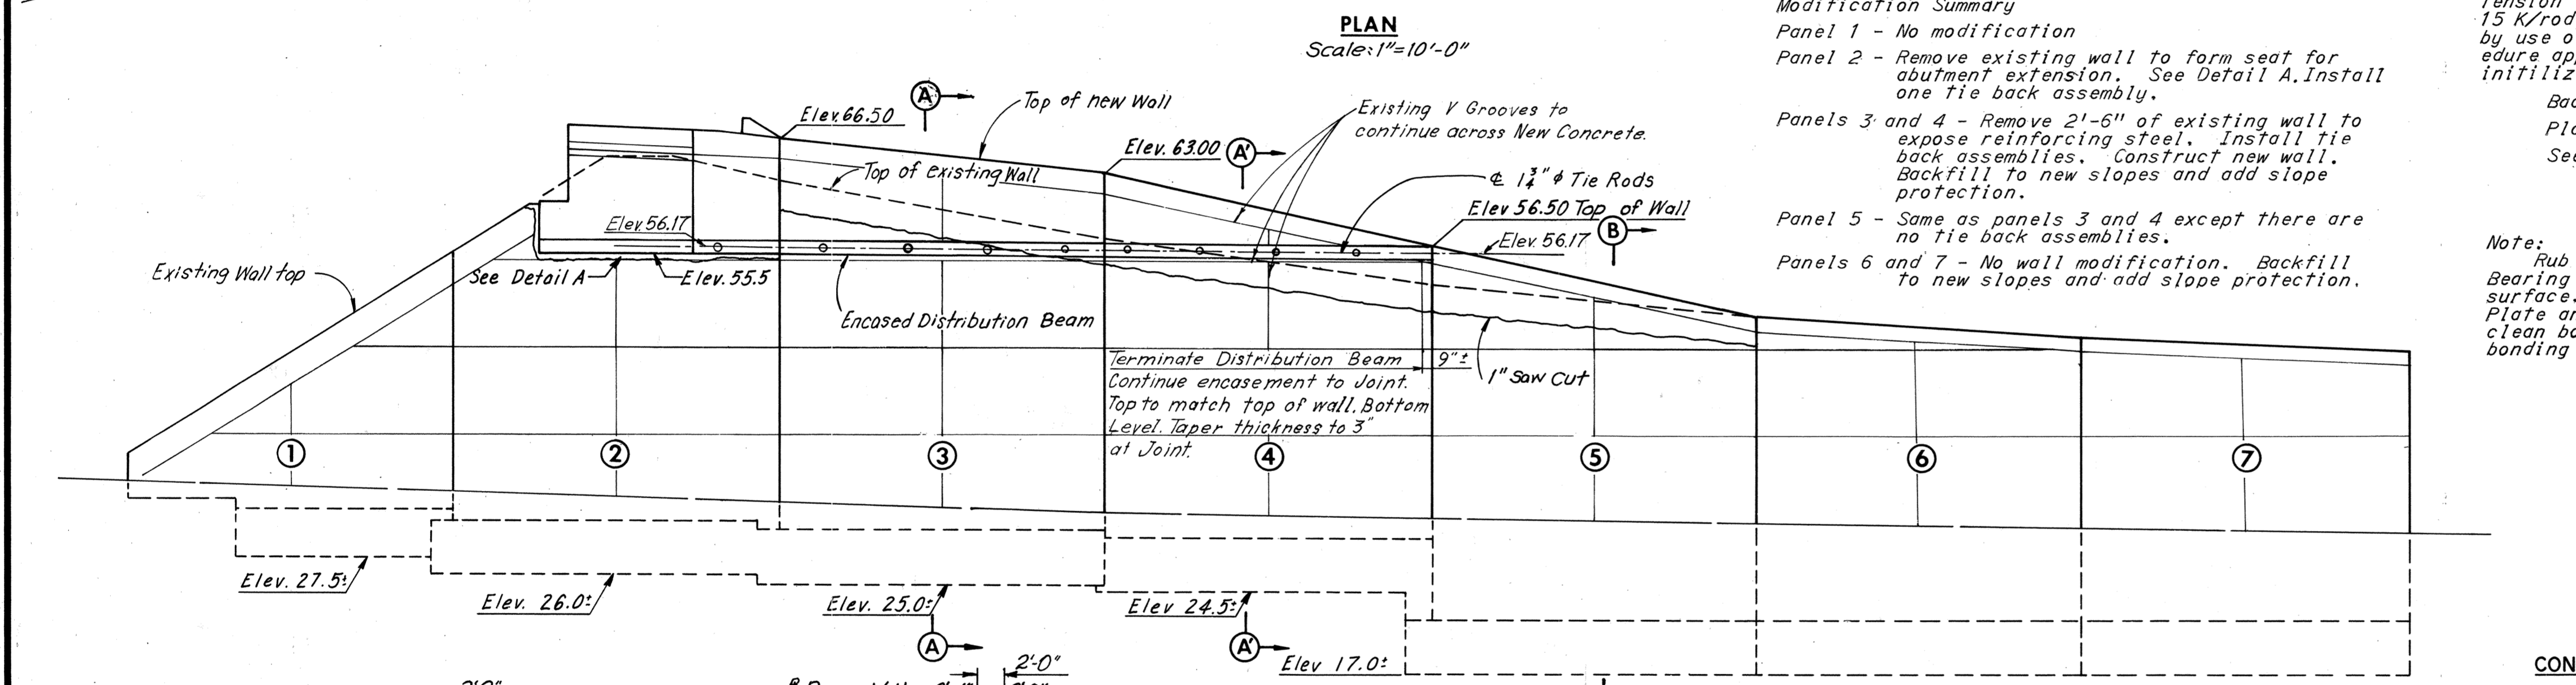 PLAN
Scale: 1"=10'-0"
Modification Summary
Panel 1 - No modification
Panel 2 - Remove existing wall to form seat for
abutment extension. See Detail A. Install
one tie back assembly.
Panels 3 and 4 - Remove 2'-6" of existing wall to
expose reinforcing steel. Install tie
back assemblies. Construct new wall.
Backfill to new slopes and add slope
protection.
Panel 5 - Same as panels 3 and 4 except there are
no tie back assemblies.
Panels 6 and 7 - No wall modification. Backfill
to new slopes and add slope protection.
Tension
15 K/rod
by use o
edure ap
initiliz
Bac
Pla
See
Note:
Rub
Bearing
surface.
Plate an
clean ba
bonding
CON
A
Elev. 66.50
Top of new Wall
Existing V Grooves to
continue across New Concrete.
Elev. 63.00
A'
Top of existing Wall
℄ 1 3/4" ϕ Tie Rods
Elev 56.50 Top of Wall
B
Elev. 56.17
Elev. 56.17
Existing Wall top
See Detail A
Elev. 55.5
Encased Distribution Beam
Terminate Distribution Beam
9"±
Continue encasement to Joint.
Top to match top of wall. Bottom
Level. Taper thickness to 3"
at Joint.
1" Saw Cut
1
2
3
4
5
6
7
Elev. 27.5±
Elev. 26.0±
Elev. 25.0±
Elev 24.5±
A
A'
Elev 17.0±
2'-0"